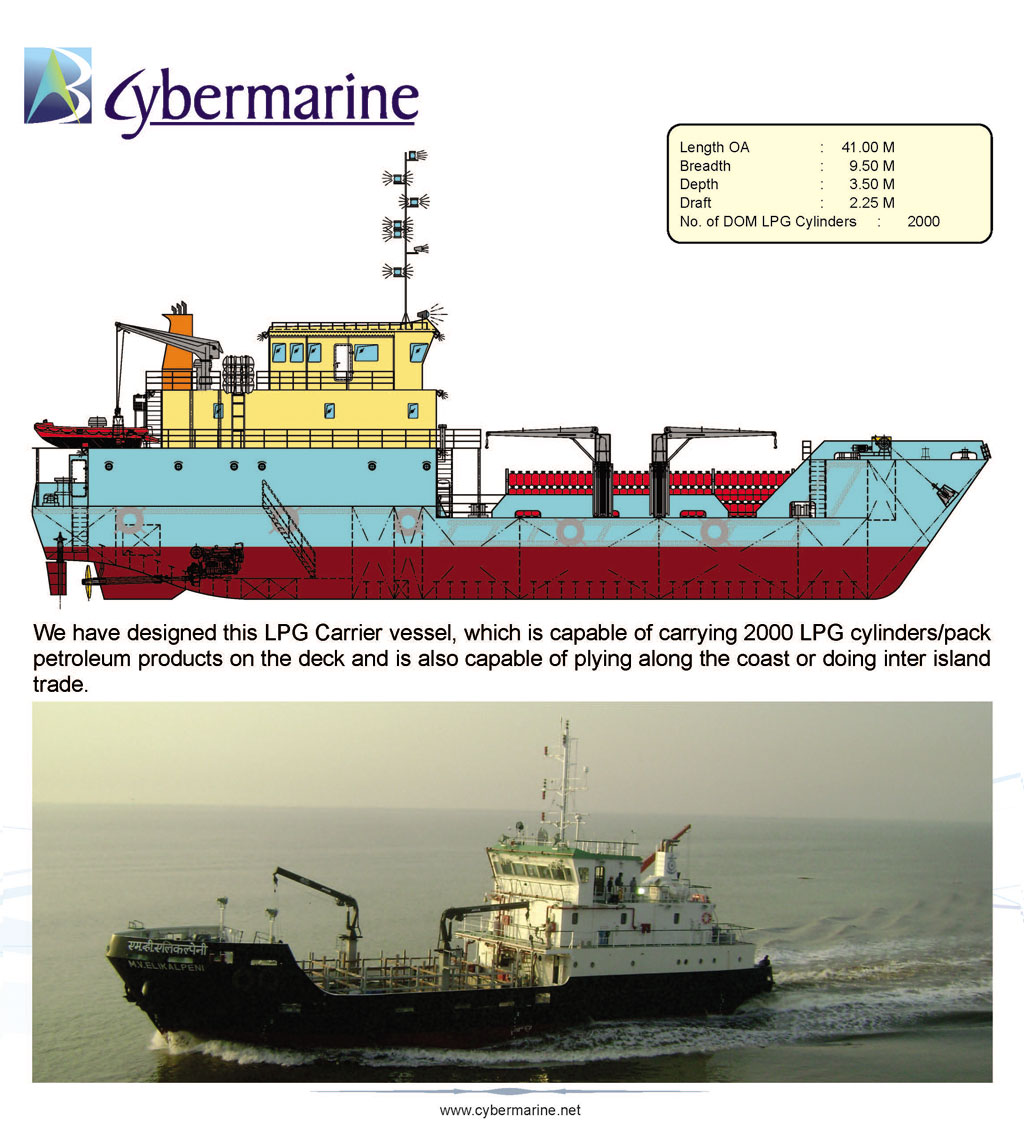 Cybermarine
Length OA : 41.00 M
Breadth : 9.50 M
Depth : 3.50 M
Draft : 2.25 M
No. of DOM LPG Cylinders : 2000
We have designed this LPG Carrier vessel, which is capable of carrying 2000 LPG cylinders/pack
petroleum products on the deck and is also capable of plying along the coast or doing inter island
trade.
एम.व्ही.एलिकल्पेनी
M.V.ELIKALPENI
www.cybermarine.net